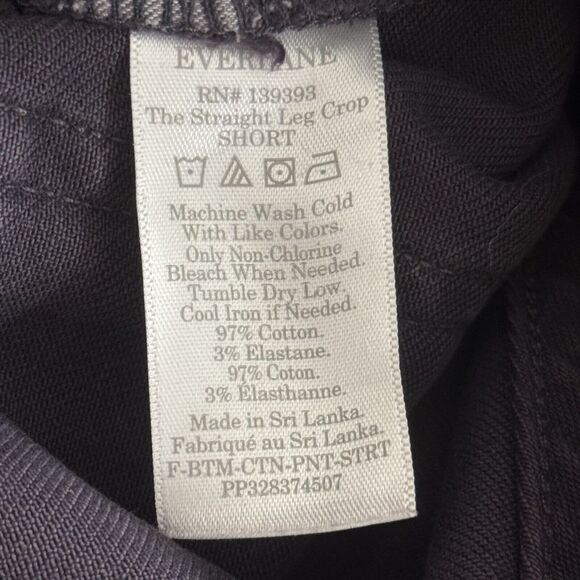 EVERLANE
RN# 139393
The Straight Leg Crop
SHORT
Machine Wash Cold
With Like Colors.
Only Non-Chlorine
Bleach When Needed.
Tumble Dry Low.
Cool Iron if Needed.
97% Cotton.
3% Elastane.
97% Coton.
3% Elasthanne.
Made in Sri Lanka.
Fabriqué au Sri Lanka.
F-BTM-CTN-PNT-STRT
PP328374507